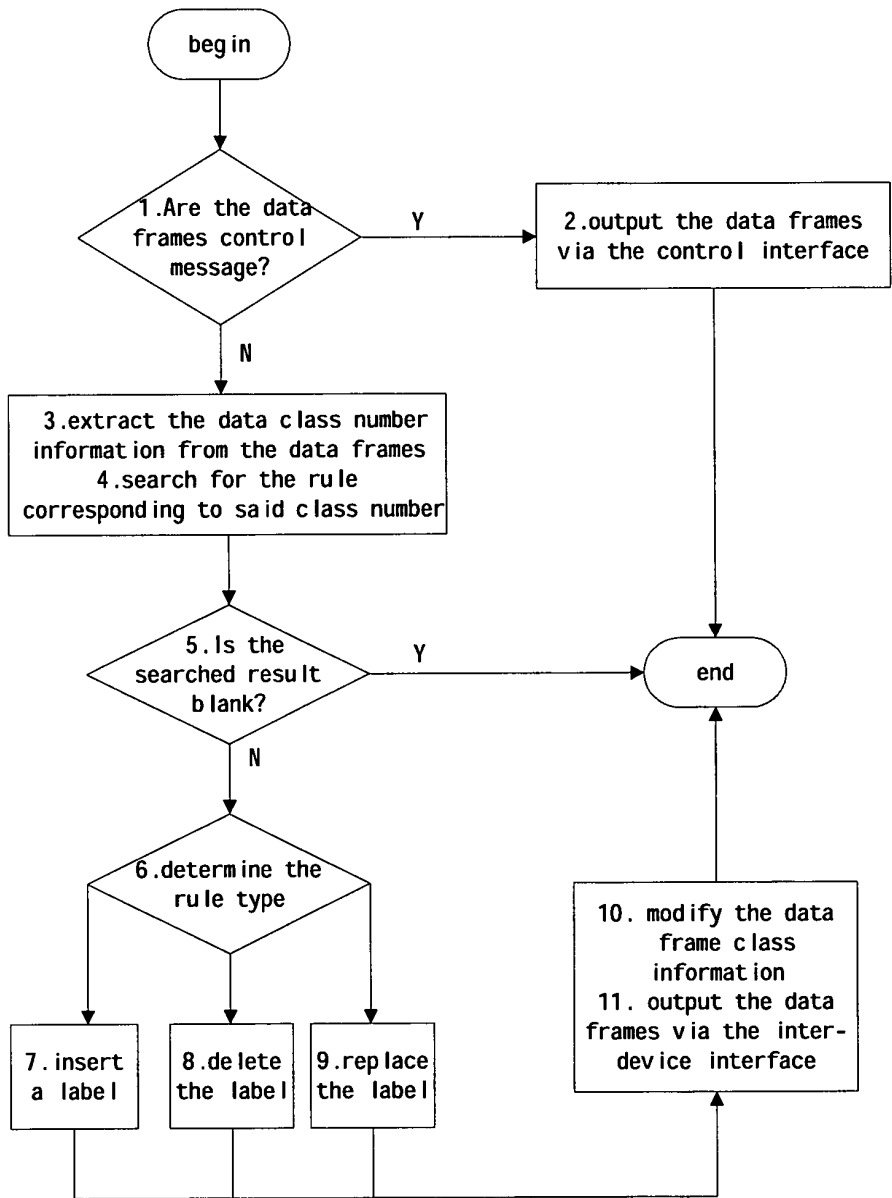 begin
1.Are the data
frames control
message?
Y
2.output the data frames
via the control interface
N
3.extract the data class number
information from the data frames
4.search for the rule
corresponding to said class number
5.Is the
searched result
blank?
Y
end
N
6.determine the
rule type
7.insert
a label
8.delete
the label
9.replace
the label
10. modify the data
frame class
information
11. output the data
frames via the inter-
device interface